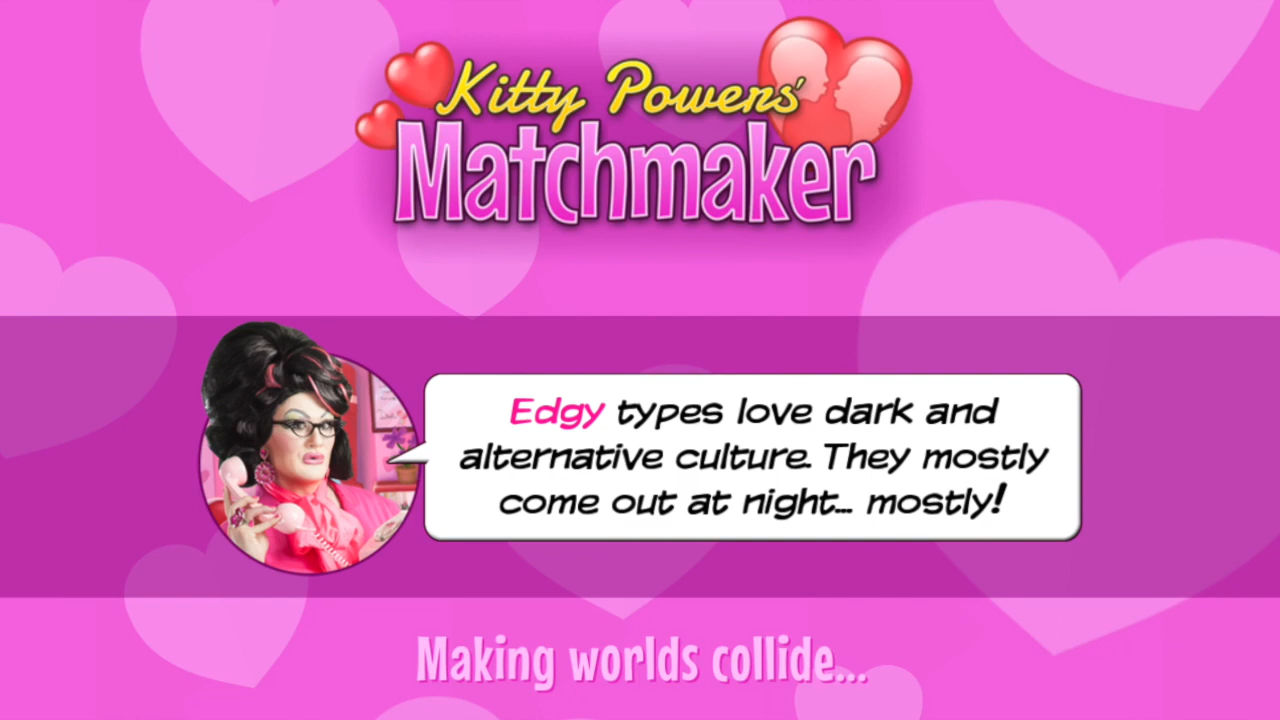 Kitty Powers'
Matchmaker
Edgy types love dark and
alternative culture. They mostly
come out at night... mostly!
Making worlds collide...